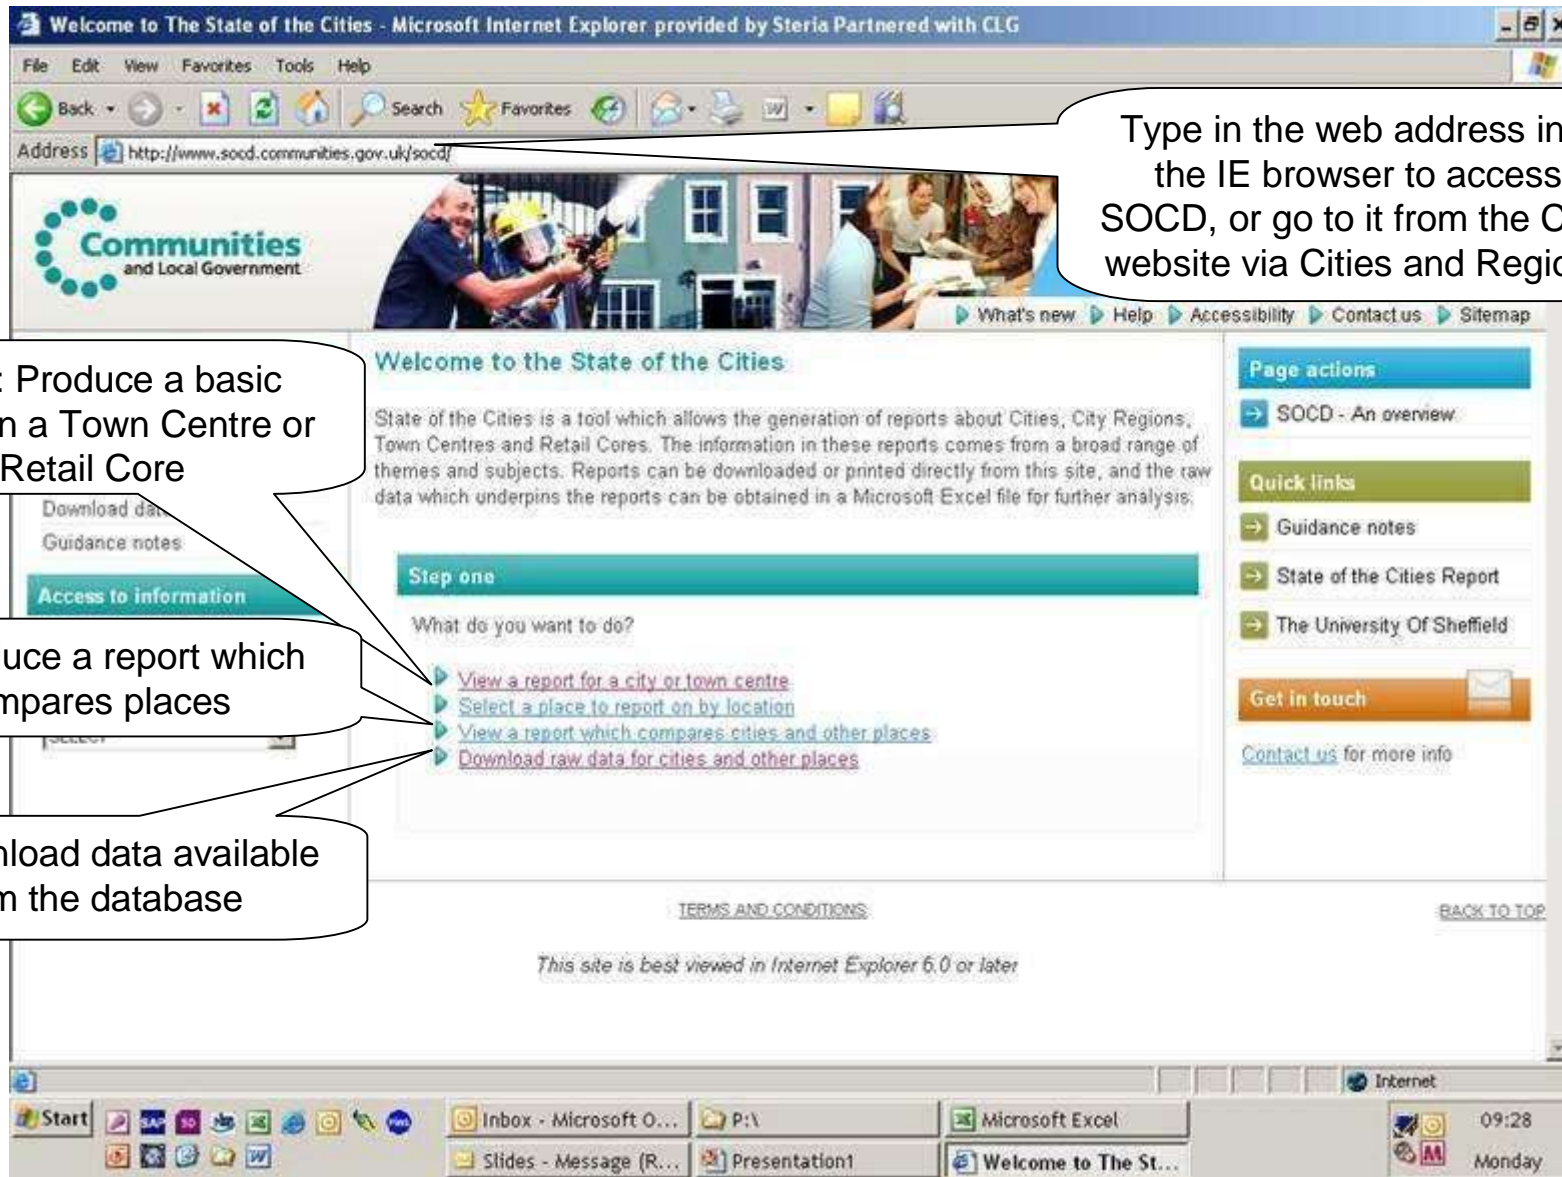 Welcome to The State of the Cities - Microsoft Internet Explorer provided by Steria Partnered with CLG
File Edit View Favorites Tools Help
Back Search Favorites
Address http://www.socd.communities.gov.uk/socd/
Type in the web address in
the IE browser to access
SOCD, or go to it from the C
website via Cities and Regio
Communities
and Local Government
What's new Help Accessibility Contact us Sitemap
: Produce a basic
n a Town Centre or
Retail Core
Welcome to the State of the Cities
State of the Cities is a tool which allows the generation of reports about Cities, City Regions,
Town Centres and Retail Cores. The information in these reports comes from a broad range of
themes and subjects. Reports can be downloaded or printed directly from this site, and the raw
data which underpins the reports can be obtained in a Microsoft Excel file for further analysis.
Page actions
SOCD - An overview
Quick links
Guidance notes
State of the Cities Report
The University Of Sheffield
Get in touch
Contact us for more info
Download dat
Guidance notes
Access to information
uce a report which
mpares places
SELECT
nload data available
m the database
Step one
What do you want to do?
View a report for a city or town centre
Select a place to report on by location
View a report which compares cities and other places
Download raw data for cities and other places
TERMS AND CONDITIONS
BACK TO TOP
This site is best viewed in Internet Explorer 6.0 or later
Internet
Start
Inbox - Microsoft O... P:\ Microsoft Excel
09:28
Slides - Message (R... Presentation1 Welcome to The St...
Monday